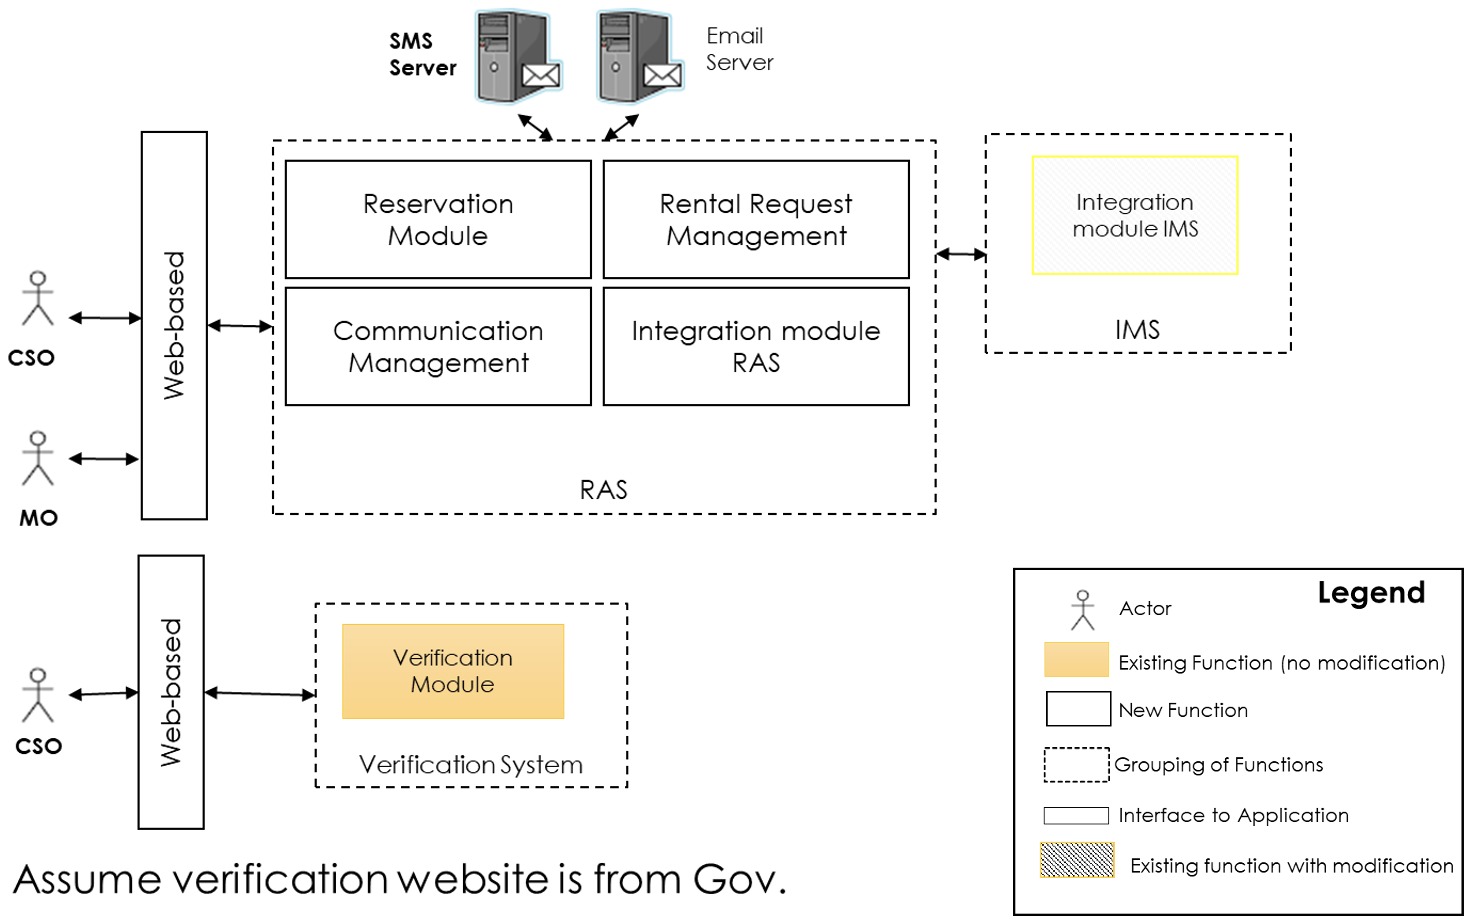 SMS
Server
Email
Server
Web-based
Reservation
Module
Rental Request
Management
Communication
Management
Integration module
RAS
RAS
Integration
module IMS
IMS
CSO
MO
Web-based
CSO
Verification
Module
Verification System
Legend
Actor
Existing Function (no modification)
New Function
Grouping of Functions
Interface to Application
Existing function with modification
Assume verification website is from Gov.